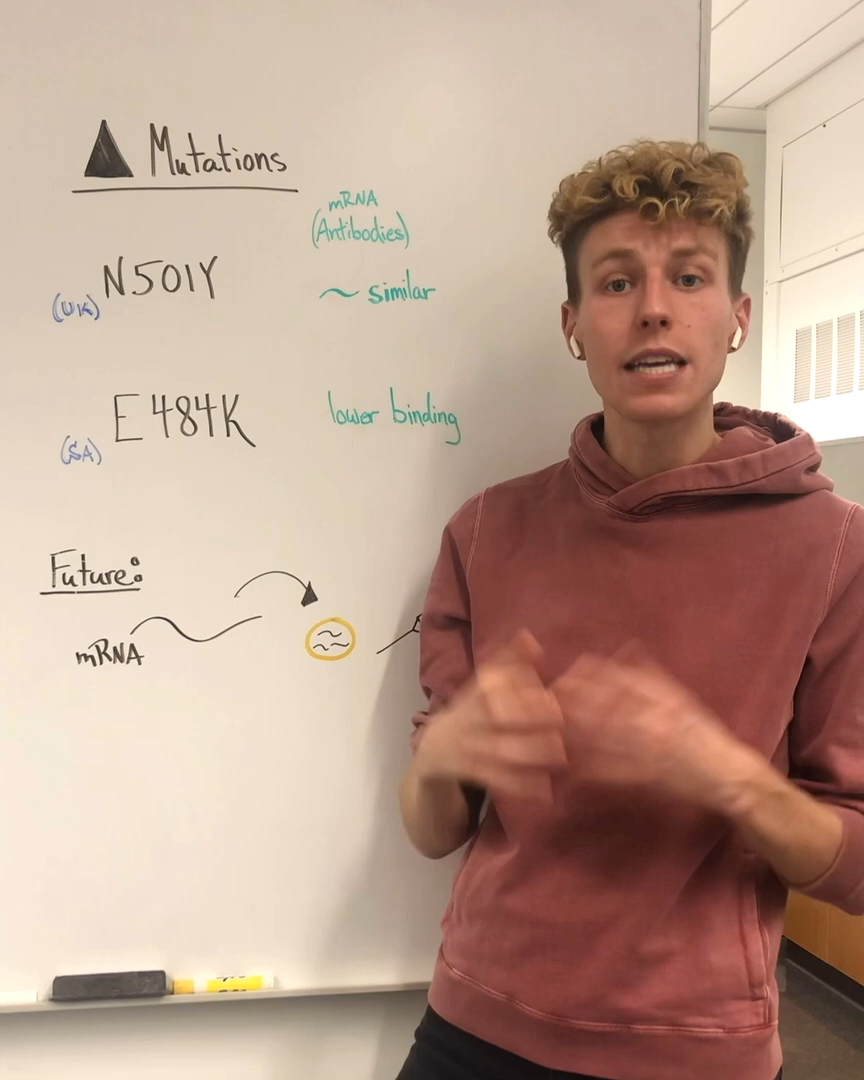 Mutations
mRNA
(Antibodies)
(UK) N501Y ~ similar
(SA) E484K lower binding
Future:
mRNA